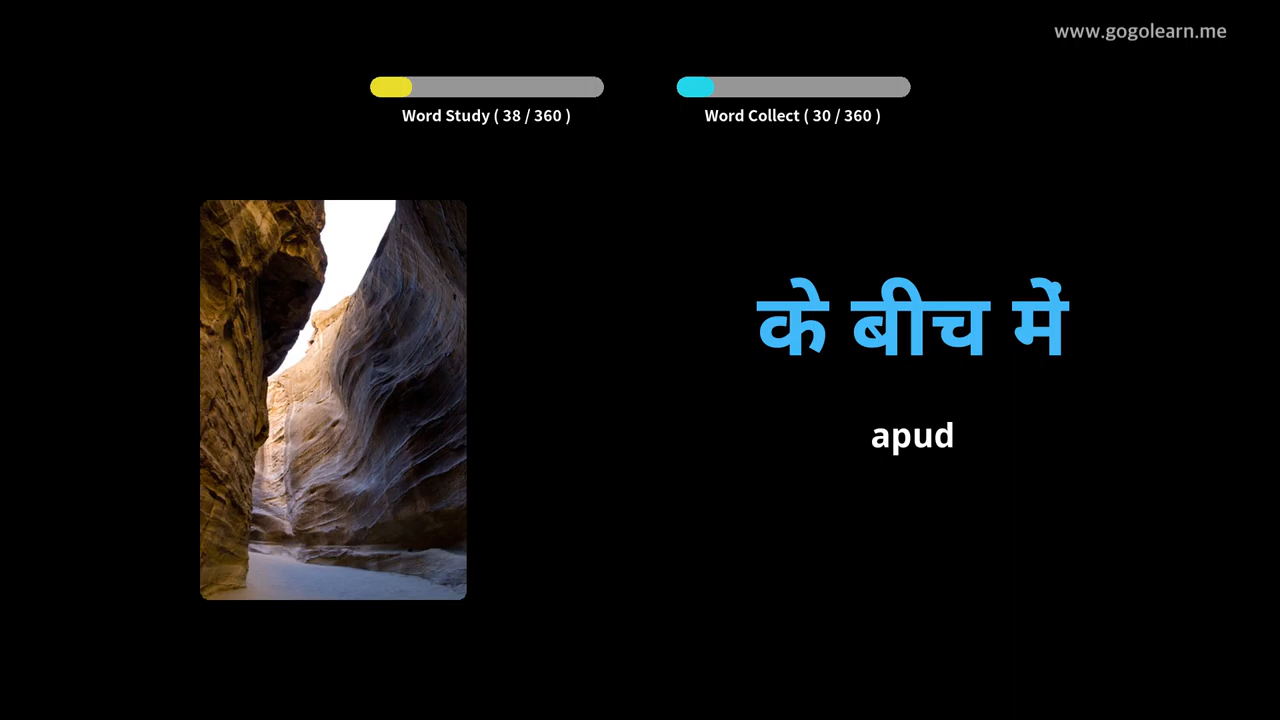 www.gogolearn.me
Word Study ( 38 / 360 )
Word Collect ( 30 / 360 )
के बीच में
apud